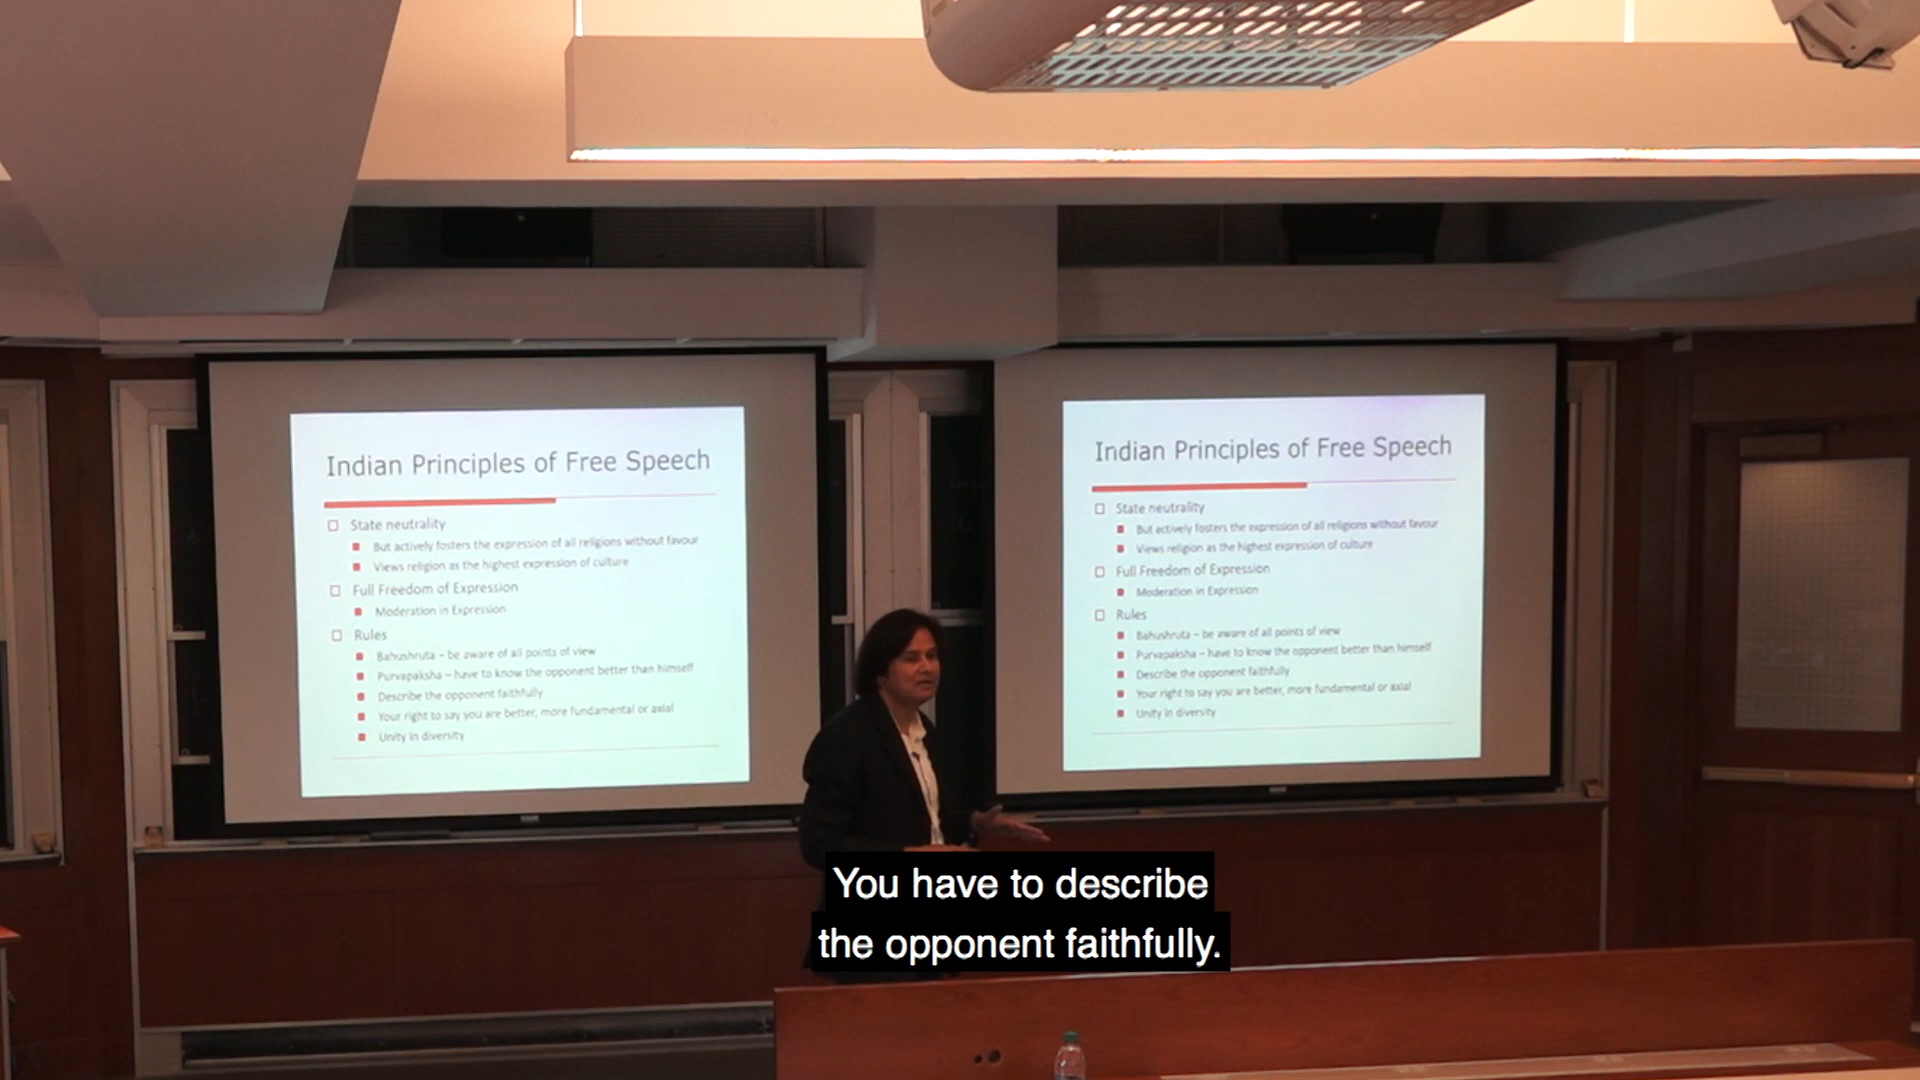 Indian Principles of Free Speech
State neutrality
But actively fosters the expression of all religions without favour
Views religion as the highest expression of culture
Full Freedom of Expression
Moderation in Expression
Rules
Bahushruta – be aware of all points of view
Purvapaksha – have to know the opponent better than himself
Describe the opponent faithfully
Your right to say you are better, more fundamental or axial
Unity in diversity
Indian Principles of Free Speech
State neutrality
But actively fosters the expression of all religions without favour
Views religion as the highest expression of culture
Full Freedom of Expression
Moderation in Expression
Rules
Bahushruta – be aware of all points of view
Purvapaksha – have to know the opponent better than himself
Describe the opponent faithfully
Your right to say you are better, more fundamental or axial
Unity in diversity
You have to describe
the opponent faithfully.